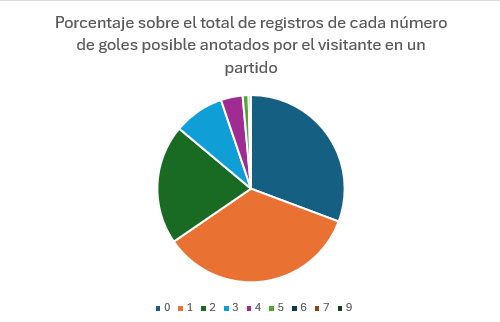 Porcentaje sobre el total de registros de cada número
de goles posible anotados por el visitante en un
partido
0 1 2 3 4 5 6 7 9